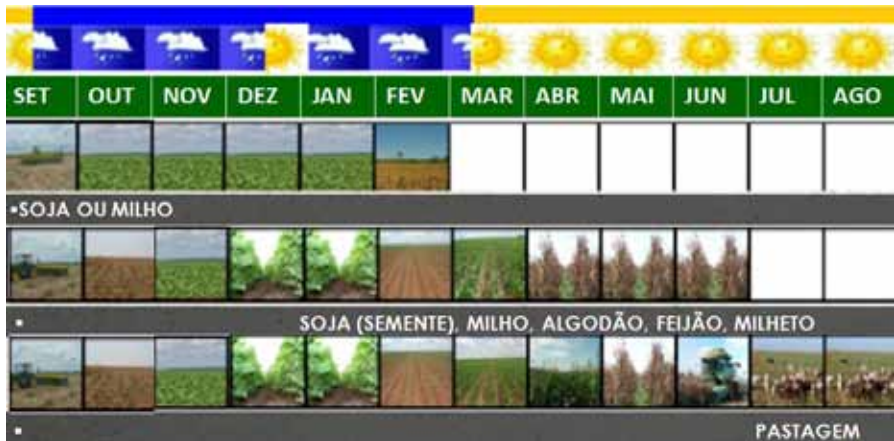 SET OUT NOV DEZ JAN FEV MAR ABR MAI JUN JUL AGO
▪SOJA OU MILHO
▪ SOJA (SEMENTE), MILHO, ALGODÃO, FEIJÃO, MILHETO
▪ PASTAGEM